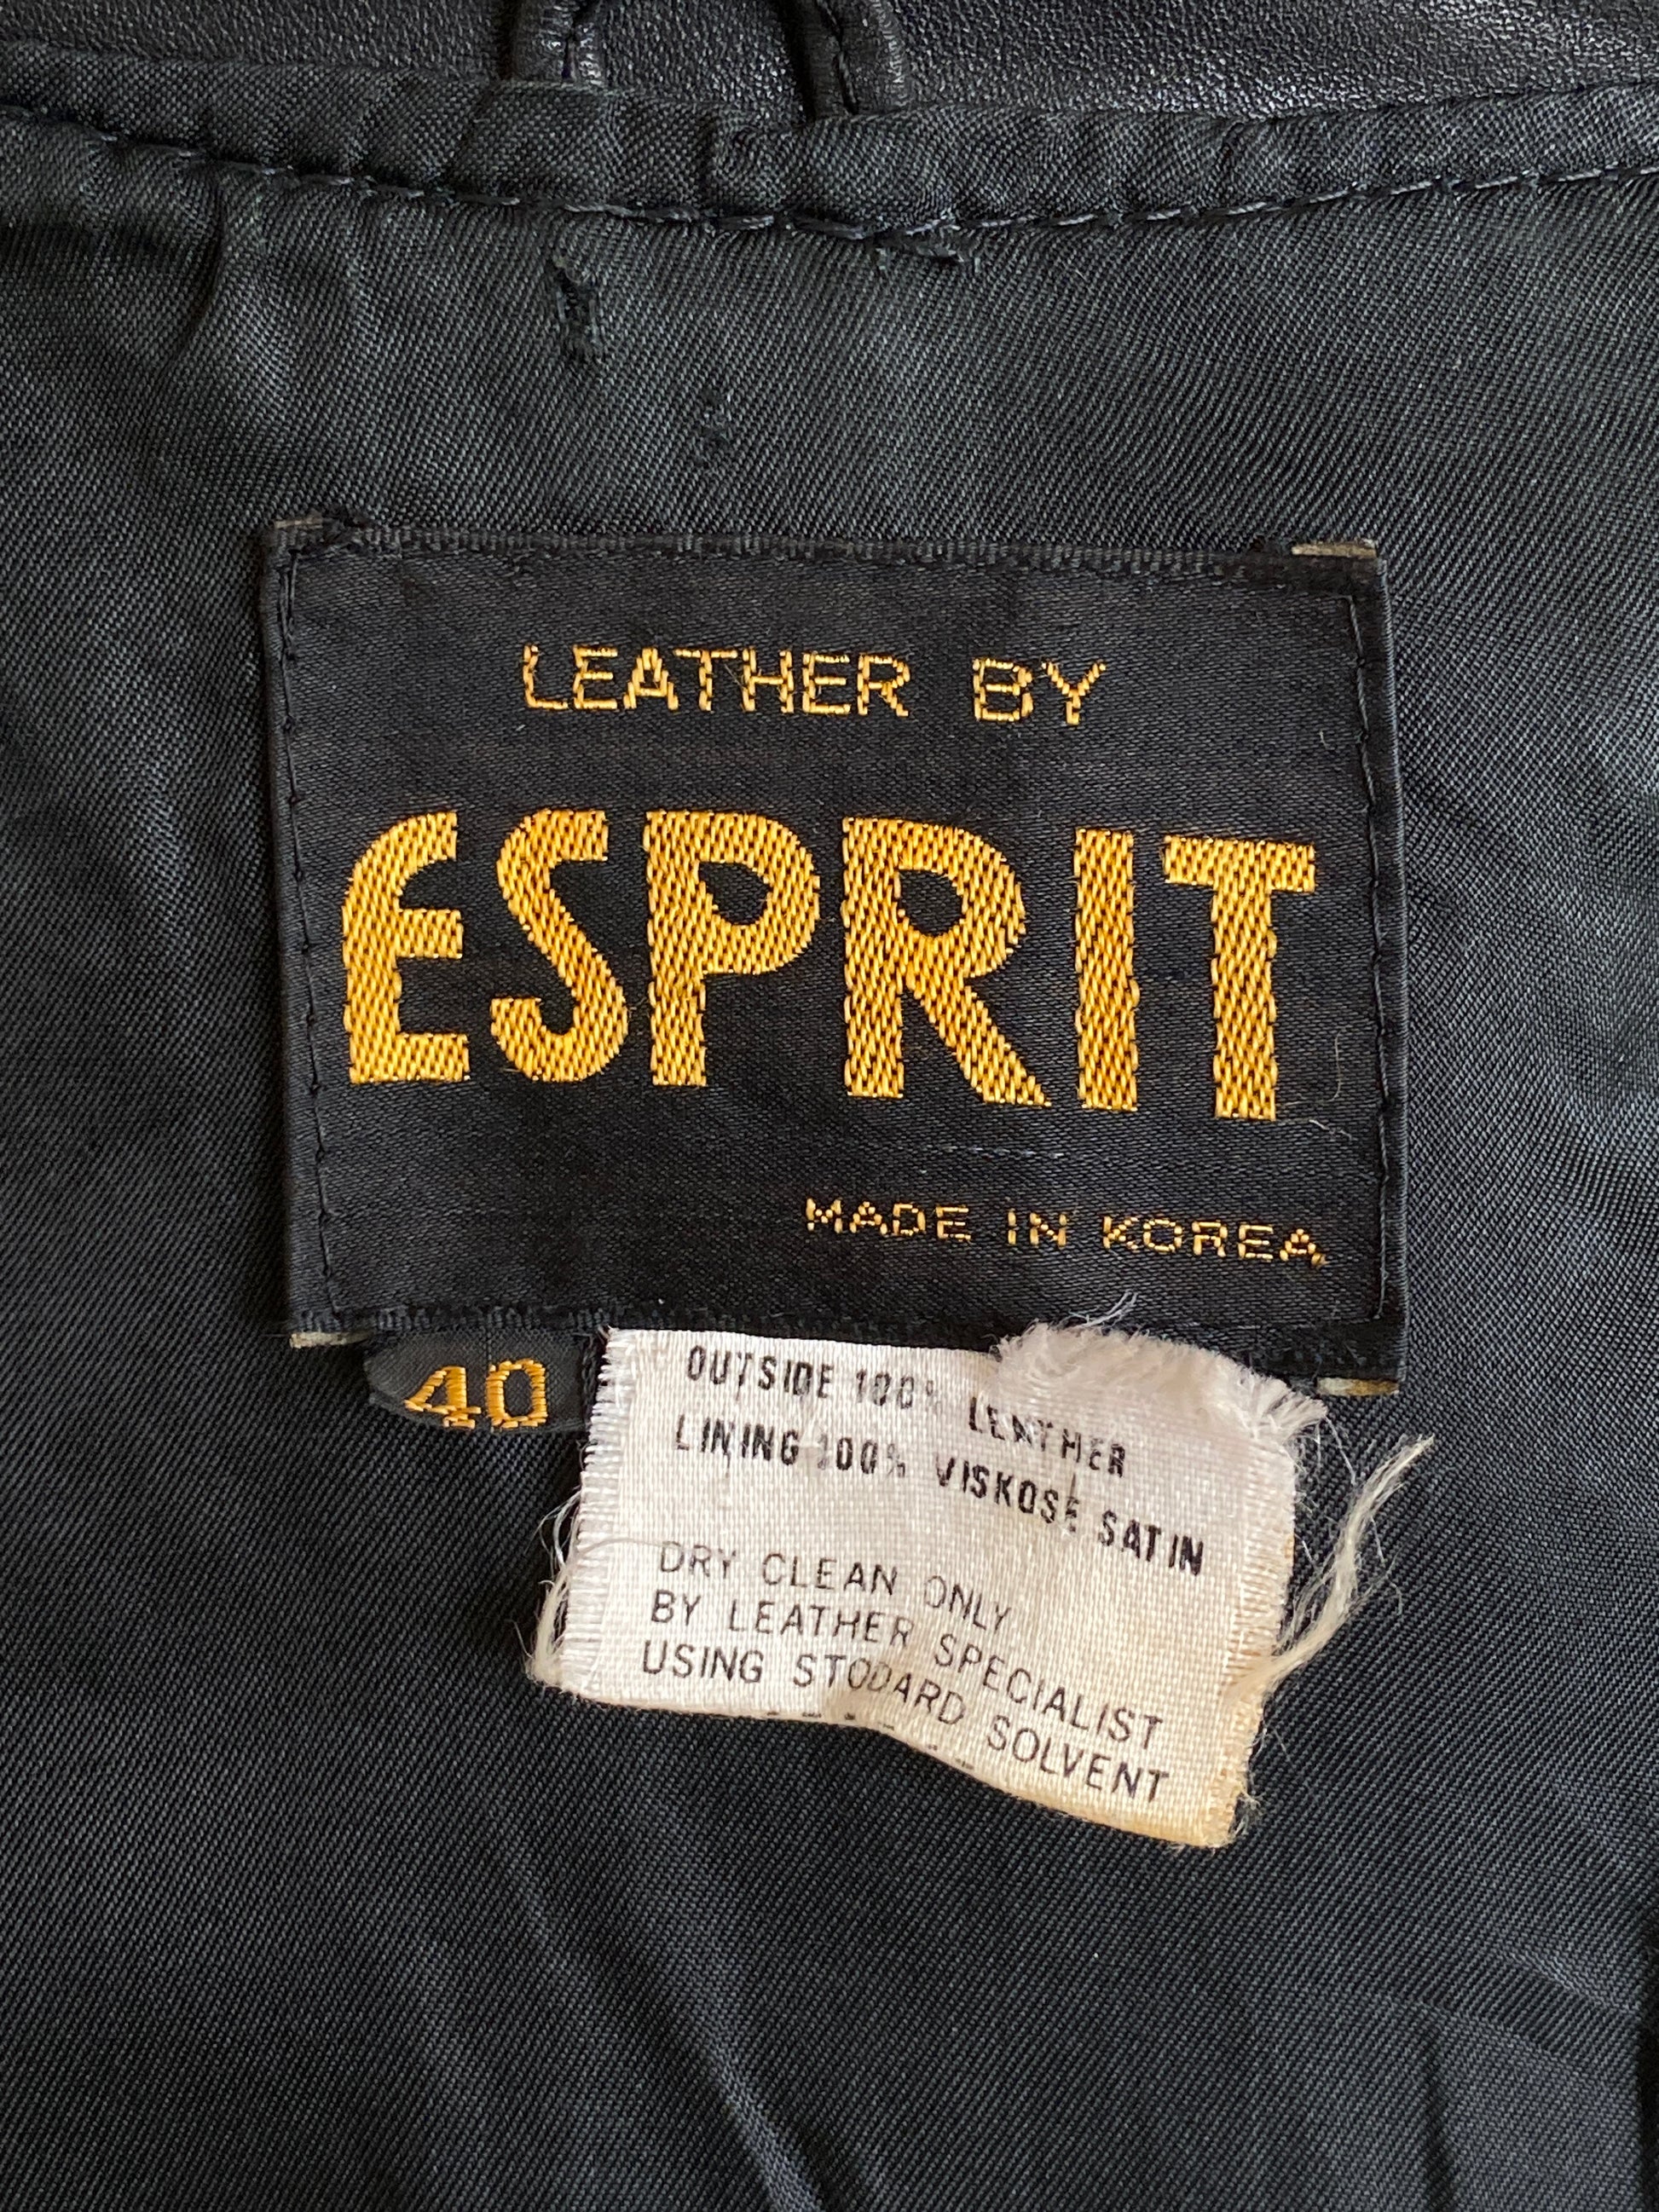 LEATHER BY
ESPRIT
MADE IN KOREA
40
OUTSIDE 100% LEATHER
LINING 100% VISKOSE SATIN
DRY CLEAN ONLY
BY LEATHER SPECIALIST
USING STODARD SOLVENT